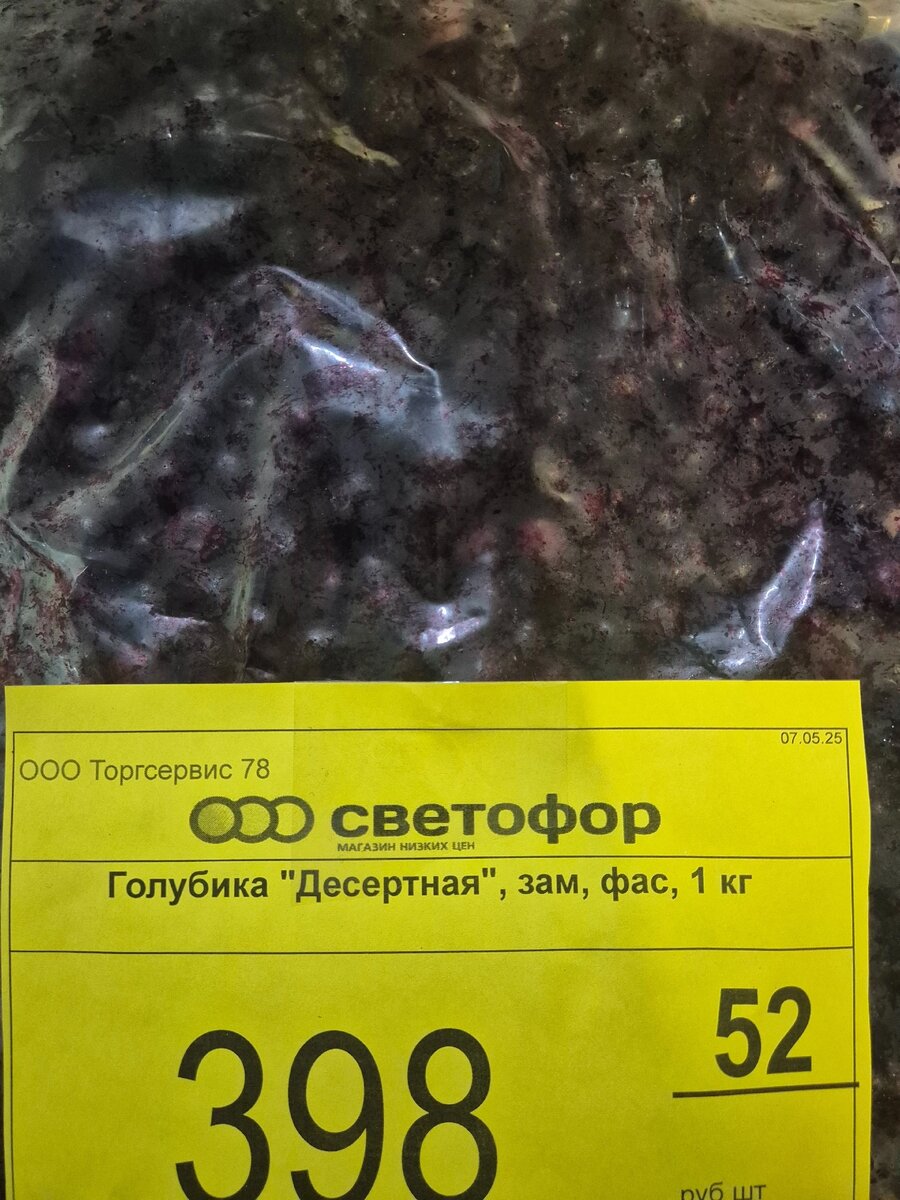 07.05.25
ООО Торгсервис 78
светофор
МАГАЗИН НИЗКИХ ЦЕН
Голубика "Десертная", зам, фас, 1 кг
398
52
руб шт